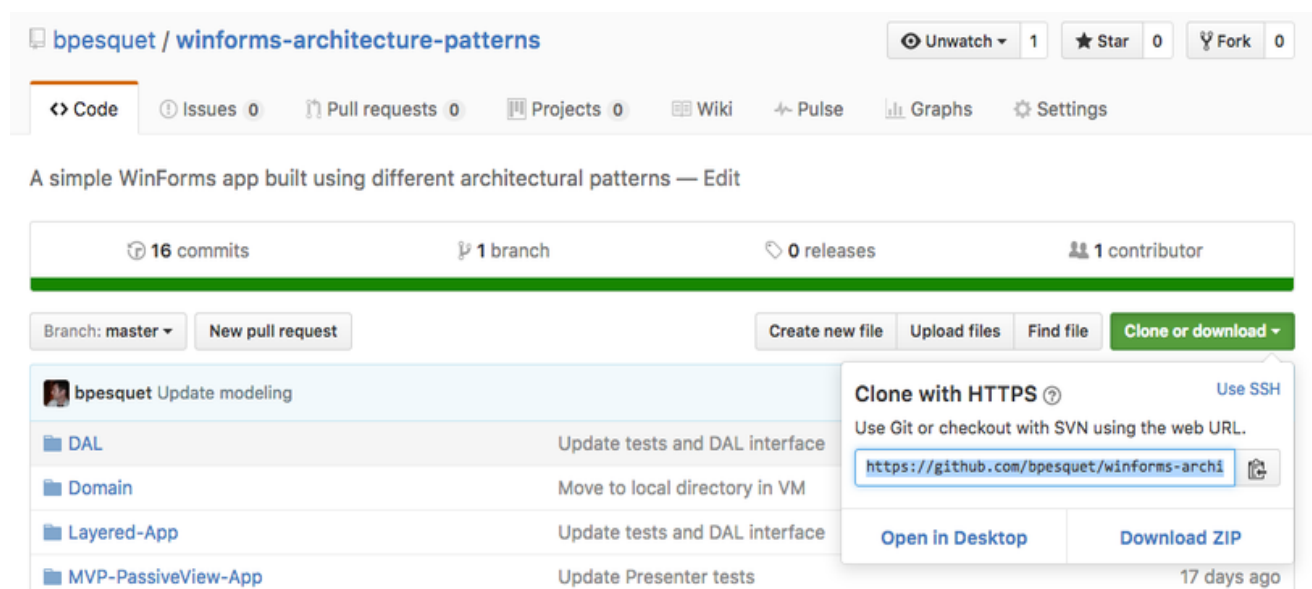 bpesquet / winforms-architecture-patterns
Unwatch 1 Star 0 Fork 0
Code Issues 0 Pull requests 0 Projects 0 Wiki Pulse Graphs Settings
A simple WinForms app built using different architectural patterns — Edit
16 commits 1 branch 0 releases 1 contributor
Branch: master New pull request Create new file Upload files Find file Clone or download
bpesquet Update modeling
Clone with HTTPS ? Use SSH
Use Git or checkout with SVN using the web URL.
https://github.com/bpesquet/winforms-archi
Open in Desktop Download ZIP
DAL Update tests and DAL interface
Domain Move to local directory in VM
Layered-App Update tests and DAL interface
MVP-PassiveView-App Update Presenter tests 17 days ago